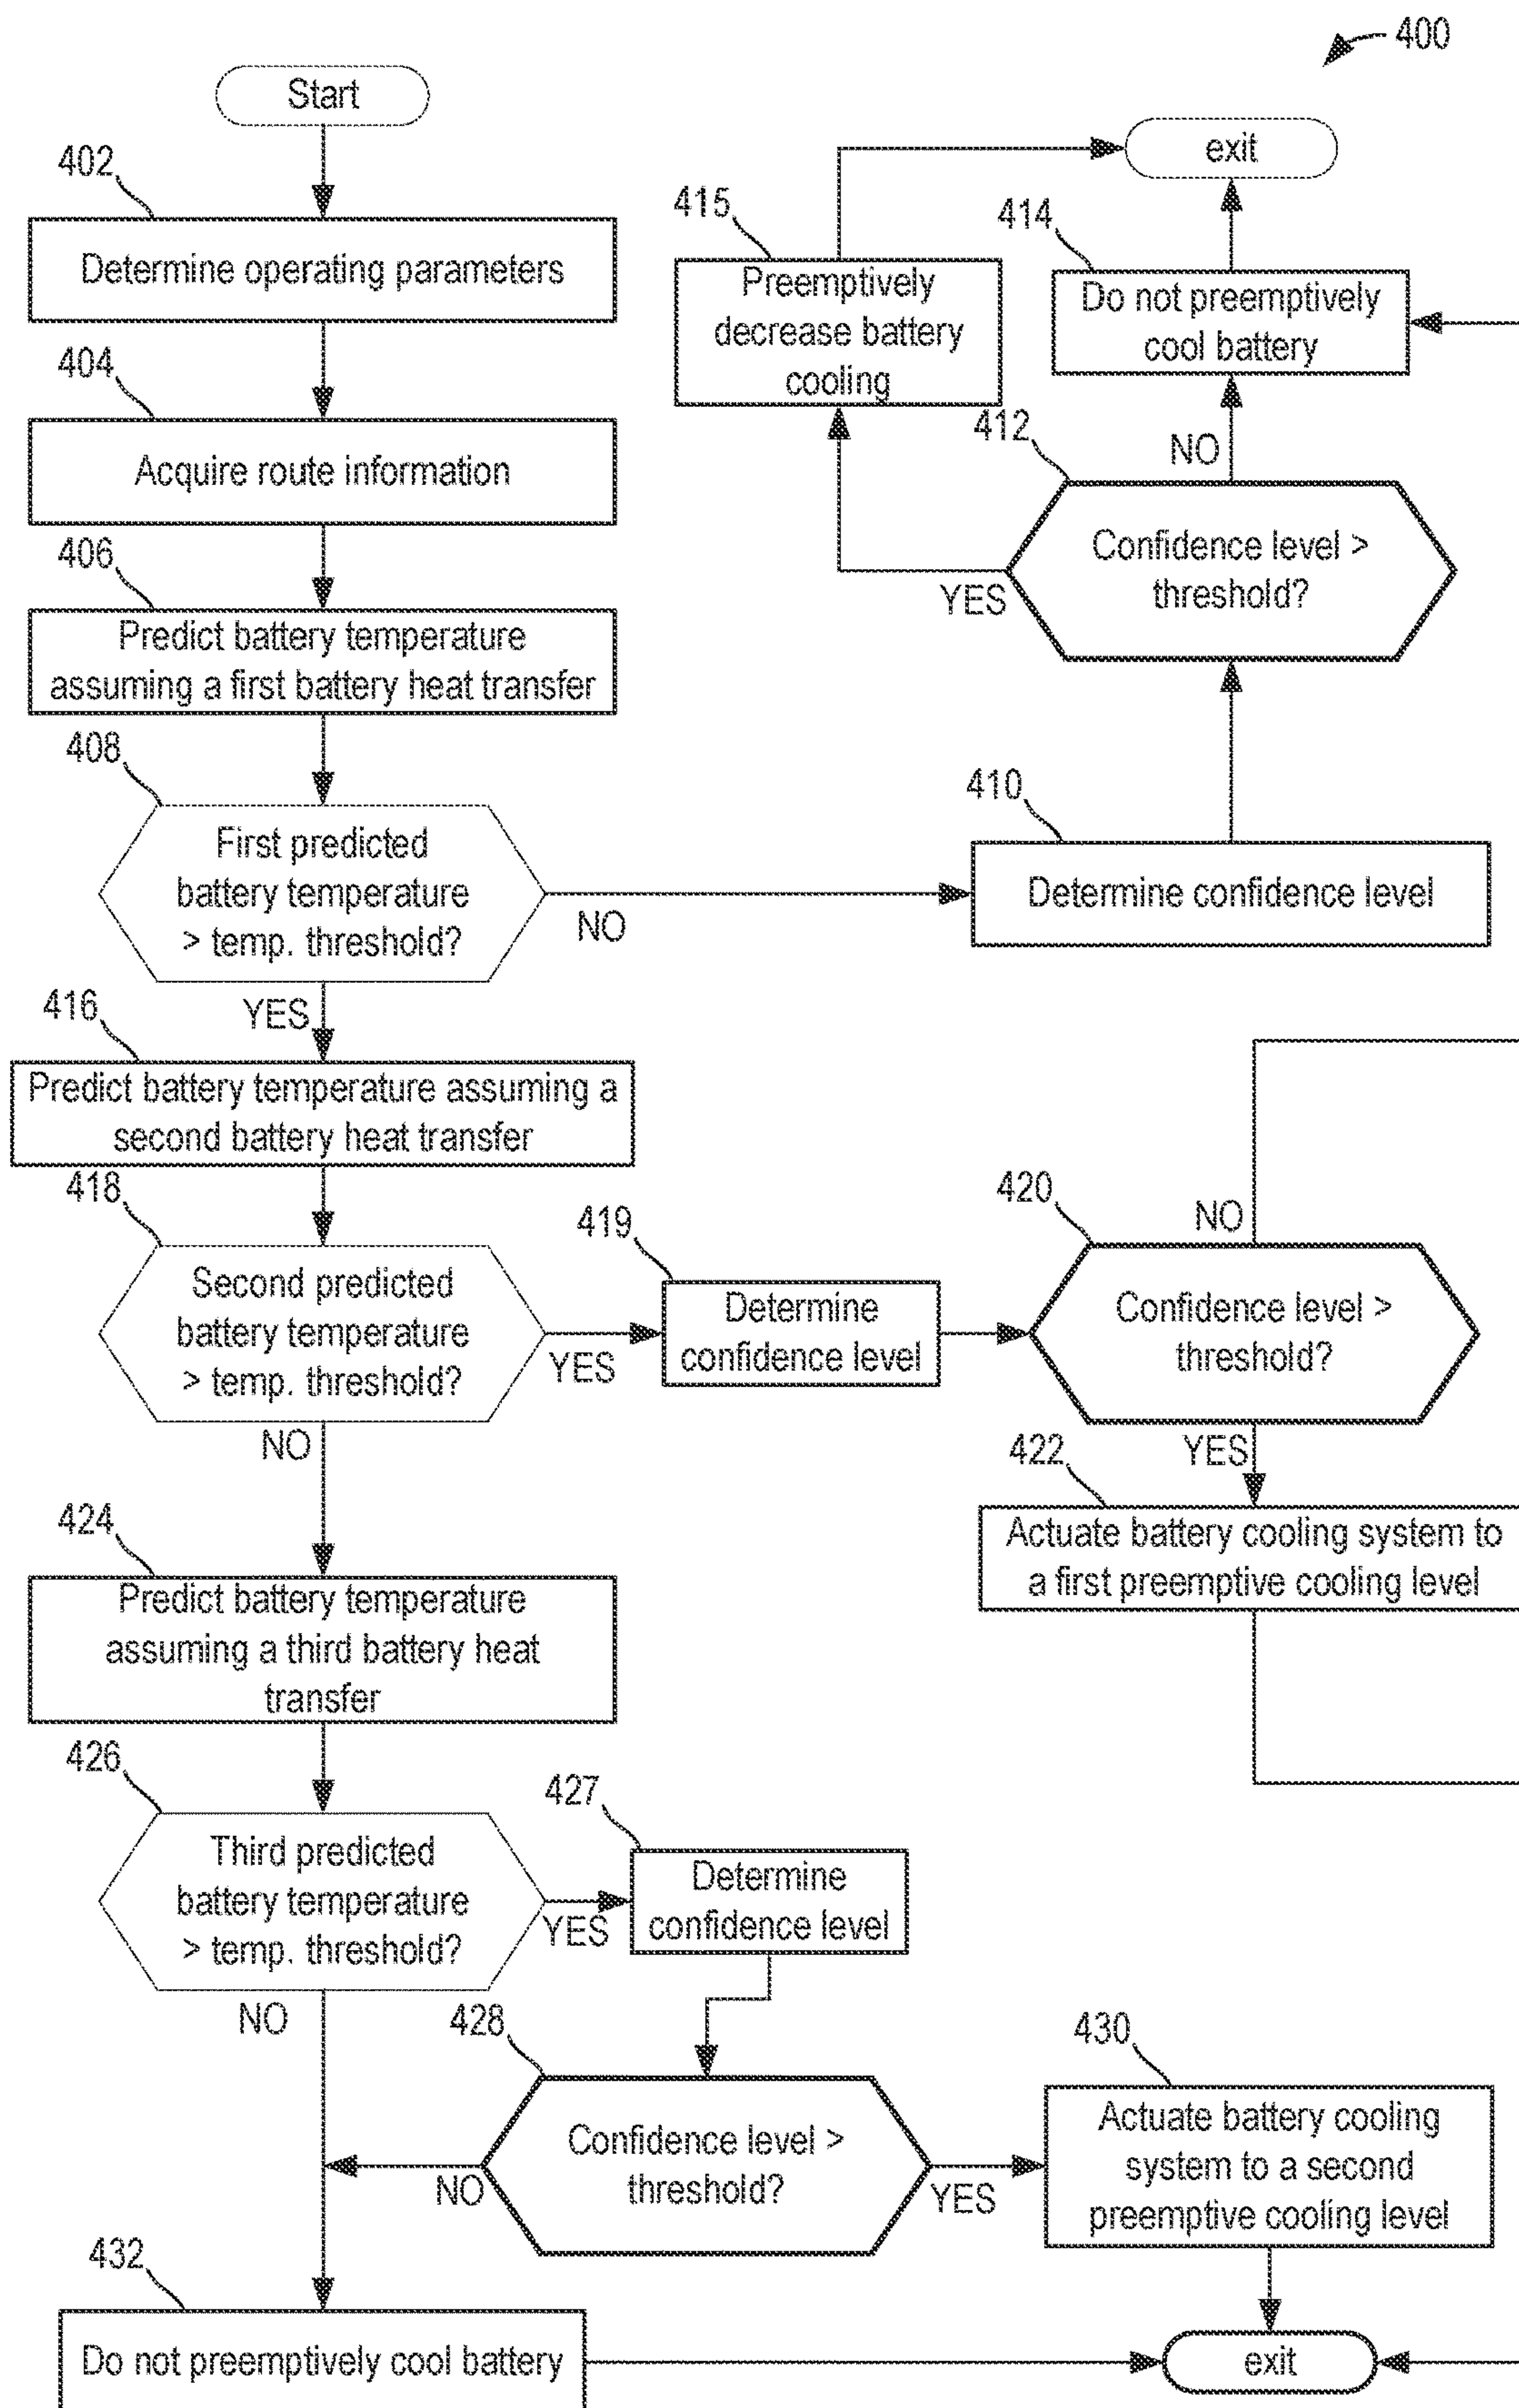 400
Start
402
Determine operating parameters
404
Acquire route information
406
Predict battery temperature
assuming a first battery heat transfer
408
First predicted
battery temperature
> temp. threshold?
NO
YES
exit
415
Preemptively
decrease battery
cooling
414
Do not preemptively
cool battery
412
NO
Confidence level >
threshold?
YES
410
Determine confidence level
416
Predict battery temperature assuming a
second battery heat transfer
418
Second predicted
battery temperature
> temp. threshold?
YES
NO
419
Determine
confidence level
420
NO
Confidence level >
threshold?
YES
422
Actuate battery cooling system to
a first preemptive cooling level
424
Predict battery temperature
assuming a third battery heat
transfer
426
Third predicted
battery temperature
> temp. threshold?
YES
NO
427
Determine
confidence level
428
Confidence level >
threshold?
NO
YES
430
Actuate battery cooling
system to a second
preemptive cooling level
432
Do not preemptively cool battery
exit